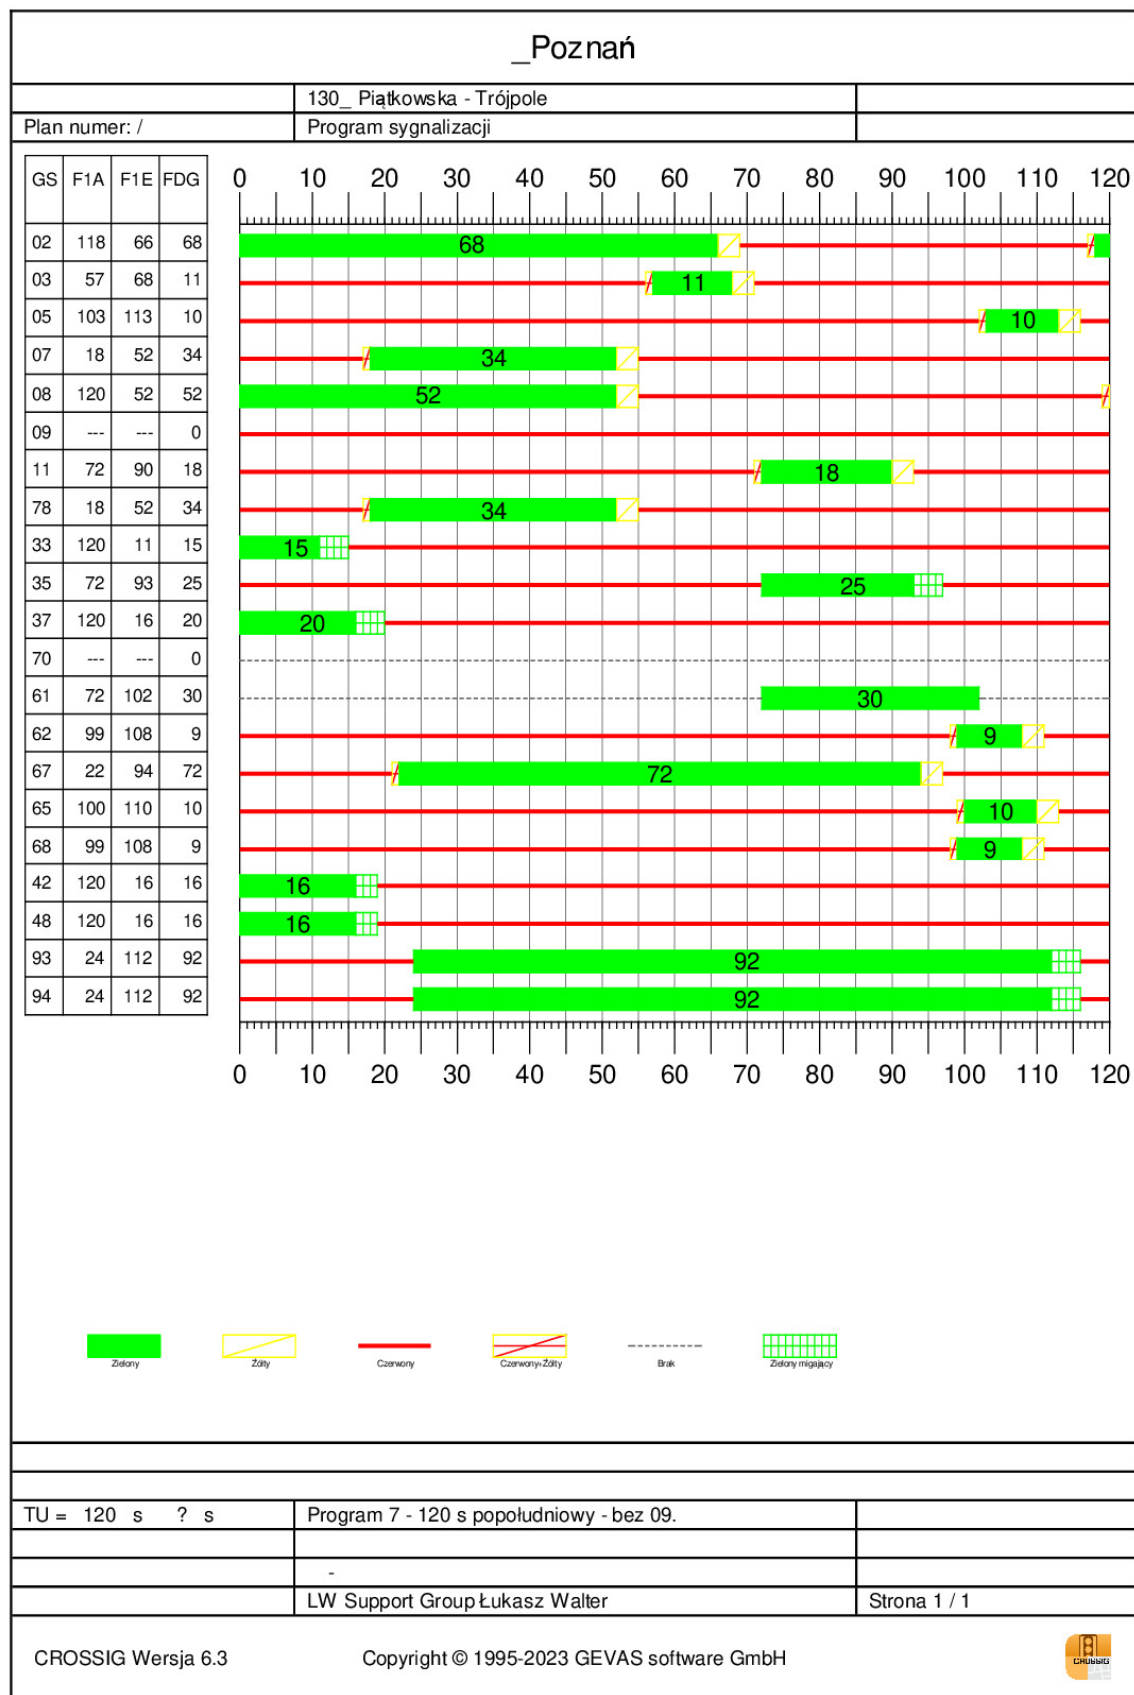 _Poznań
130_ Piątkowska - Trójpole
Plan numer: / Program sygnalizacji
GS F1A F1E FDG 0 10 20 30 40 50 60 70 80 90 100 110 120
02 118 66 68 68
03 57 68 11 11
05 103 113 10 10
07 18 52 34 34
08 120 52 52 52
09 --- --- 0
11 72 90 18 18
78 18 52 34 34
33 120 11 15 15
35 72 93 25 25
37 120 16 20 20
70 --- --- 0
61 72 102 30 30
62 99 108 9 9
67 22 94 72 72
65 100 110 10 10
68 99 108 9 9
42 120 16 16 16
48 120 16 16 16
93 24 112 92 92
94 24 112 92 92
0 10 20 30 40 50 60 70 80 90 100 110 120
Zielony Żółty Czerwony Czerwony+Żółty Brak Zielony migający
TU = 120 s ? s Program 7 - 120 s popołudniowy - bez 09.
-
LW Support Group Łukasz Walter Strona 1 / 1
CROSSIG Wersja 6.3 Copyright © 1995-2023 GEVAS software GmbH CROSSIG